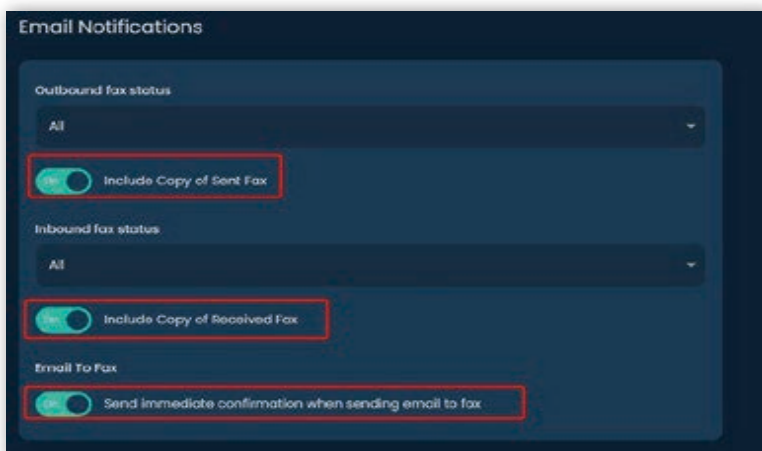 Email Notifications
Outbound fax status
All
Include Copy of Sent Fax
Inbound fax status
All
Include Copy of Received Fax
Email To Fax
Send immediate confirmation when sending email to fax